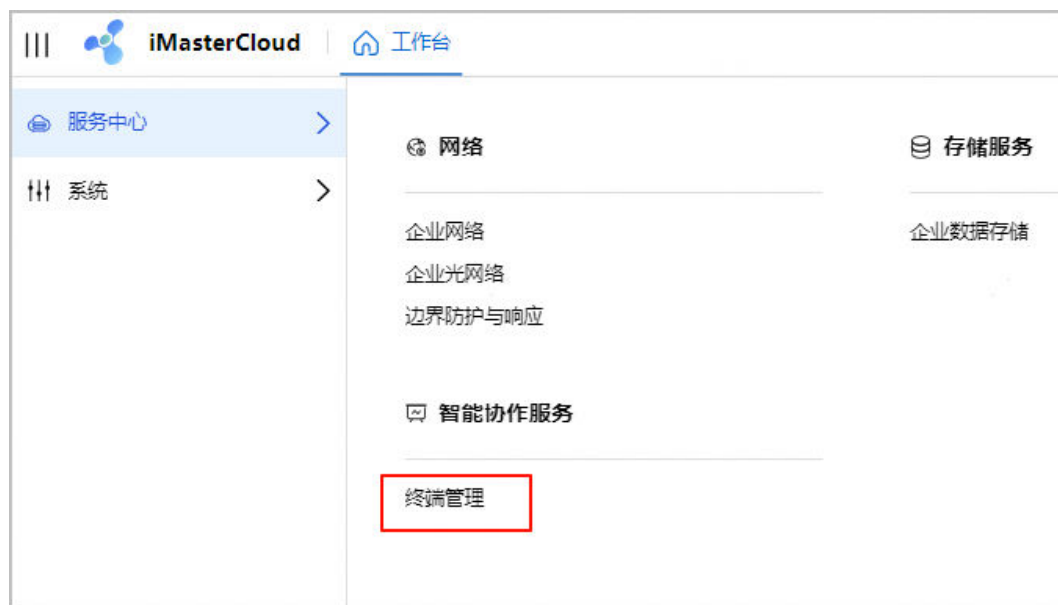 iMasterCloud 工作台
服务中心
系统
网络
企业网络
企业光网络
边界防护与响应
存储服务
企业数据存储
智能协作服务
终端管理